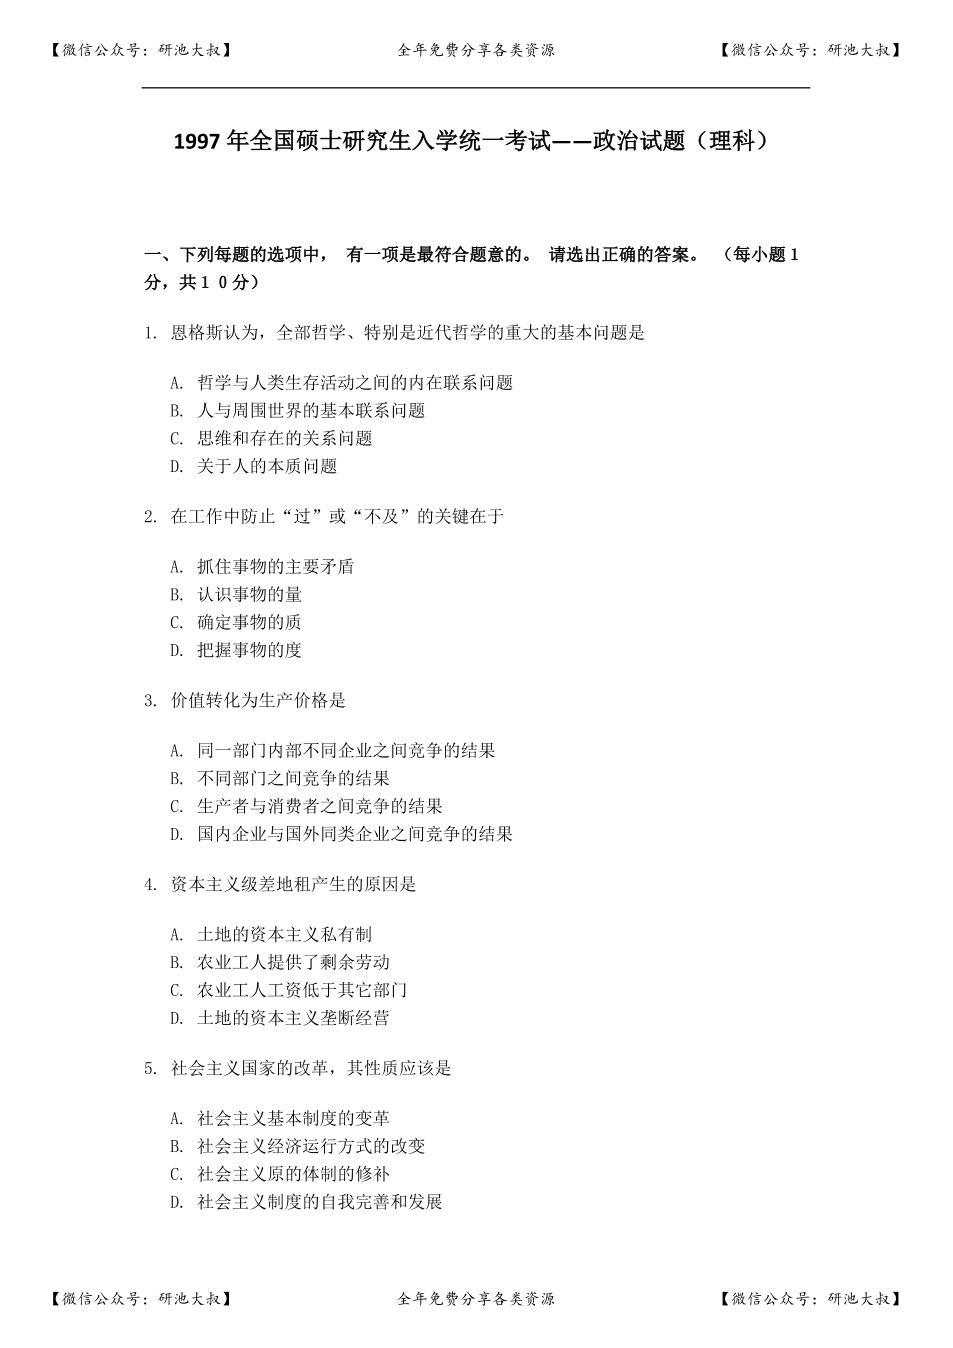 【微信公众号：研池大叔】 全年免费分享各类资源 【微信公众号：研池大叔】
1997 年全国硕士研究生入学统一考试——政治试题（理科）
一、下列每题的选项中， 有一项是最符合题意的。 请选出正确的答案。 （每小题 1
分，共１０分）
1. 恩格斯认为，全部哲学、特别是近代哲学的重大的基本问题是
A. 哲学与人类生存活动之间的内在联系问题
B. 人与周围世界的基本联系问题
C. 思维和存在的关系问题
D. 关于人的本质问题
2. 在工作中防止“过”或“不及”的关键在于
A. 抓住事物的主要矛盾
B. 认识事物的量
C. 确定事物的质
D. 把握事物的度
3. 价值转化为生产价格是
A. 同一部门内部不同企业之间竞争的结果
B. 不同部门之间竞争的结果
C. 生产者与消费者之间竞争的结果
D. 国内企业与国外同类企业之间竞争的结果
4. 资本主义级差地租产生的原因是
A. 土地的资本主义私有制
B. 农业工人提供了剩余劳动
C. 农业工人工资低于其它部门
D. 土地的资本主义垄断经营
5. 社会主义国家的改革，其性质应该是
A. 社会主义基本制度的变革
B. 社会主义经济运行方式的改变
C. 社会主义原的体制的修补
D. 社会主义制度的自我完善和发展
【微信公众号：研池大叔】 全年免费分享各类资源 【微信公众号：研池大叔】